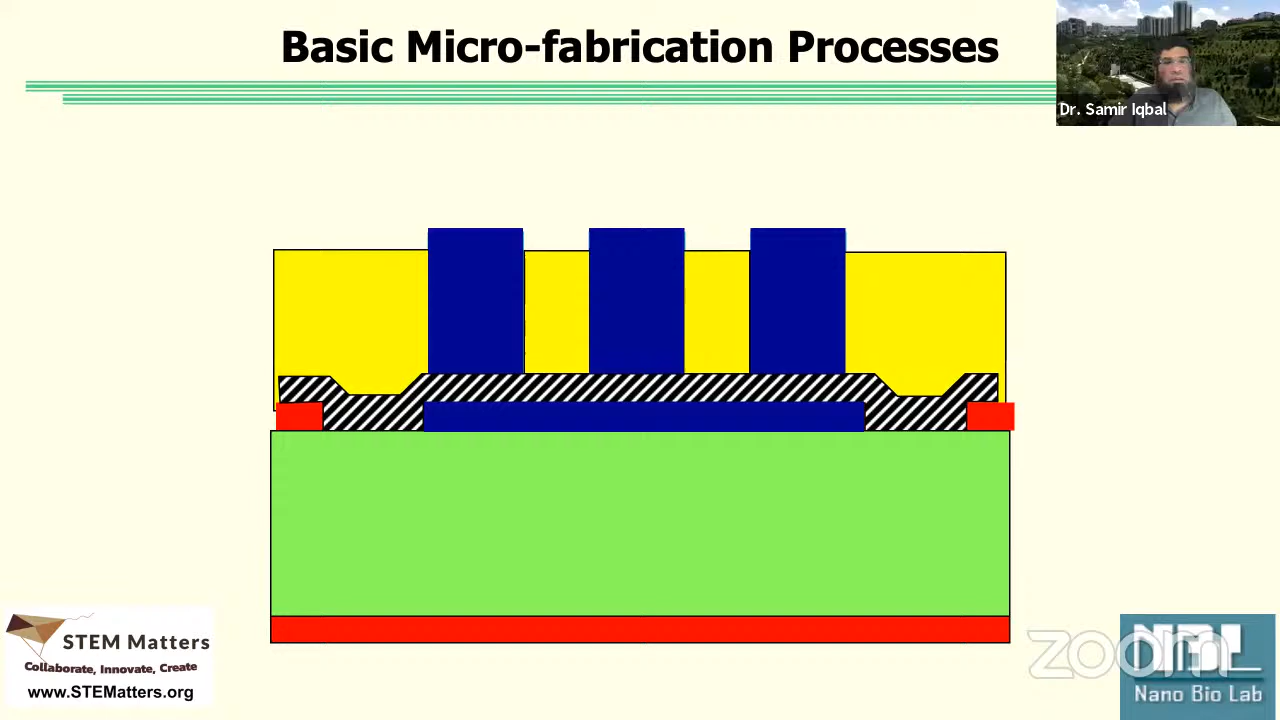 Basic Micro-fabrication Processes
Dr. Samir Iqbal
STEM Matters
Collaborate, Innovate, Create
www.STEMatters.org
zoom
NBL
Nano Bio Lab